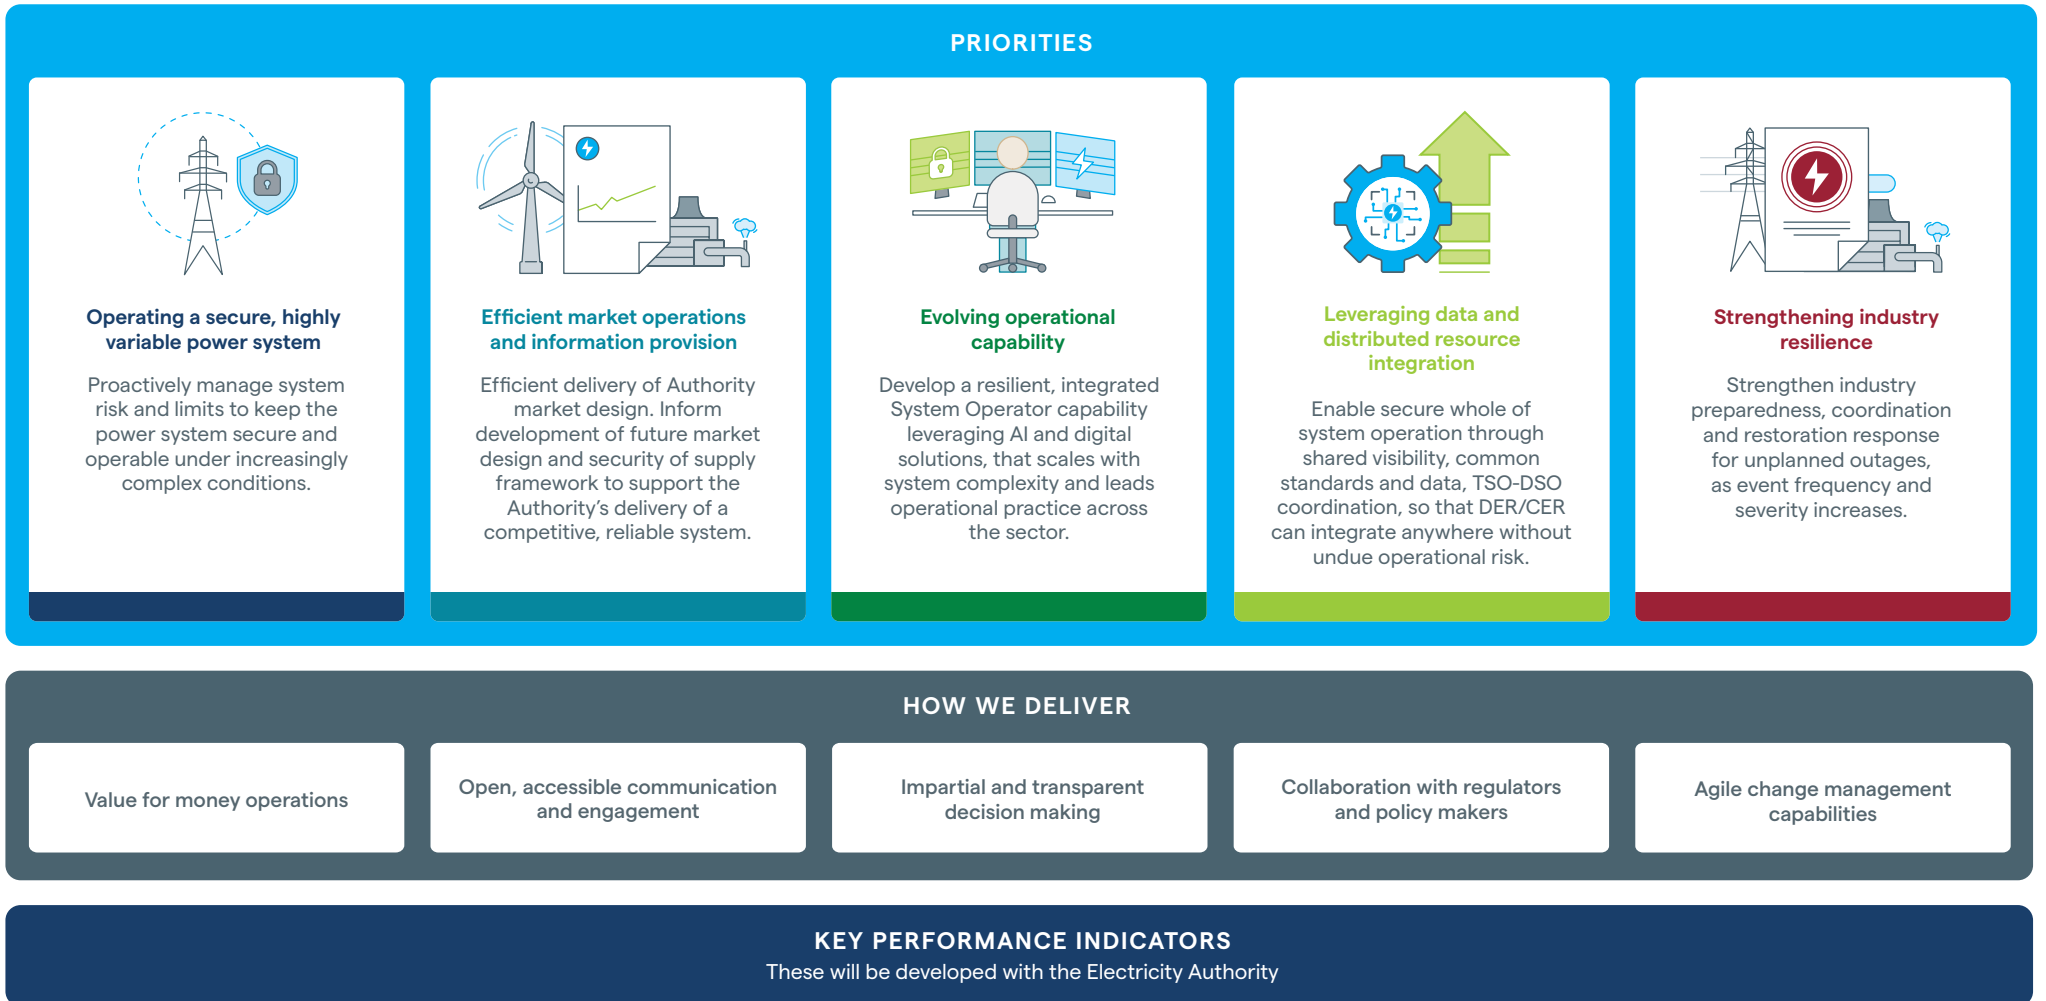 PRIORITIES
Operating a secure, highly
variable power system
Proactively manage system
risk and limits to keep the
power system secure and
operable under increasingly
complex conditions.
Efficient market operations
and information provision
Efficient delivery of Authority
market design. Inform
development of future market
design and security of supply
framework to support the
Authority’s delivery of a
competitive, reliable system.
Evolving operational
capability
Develop a resilient, integrated
System Operator capability
leveraging AI and digital
solutions, that scales with
system complexity and leads
operational practice across
the sector.
Leveraging data and
distributed resource
integration
Enable secure whole of
system operation through
shared visibility, common
standards and data, TSO-DSO
coordination, so that DER/CER
can integrate anywhere without
undue operational risk.
Strengthening industry
resilience
Strengthen industry
preparedness, coordination
and restoration response
for unplanned outages,
as event frequency and
severity increases.
HOW WE DELIVER
Value for money operations
Open, accessible communication
and engagement
Impartial and transparent
decision making
Collaboration with regulators
and policy makers
Agile change management
capabilities
KEY PERFORMANCE INDICATORS
These will be developed with the Electricity Authority